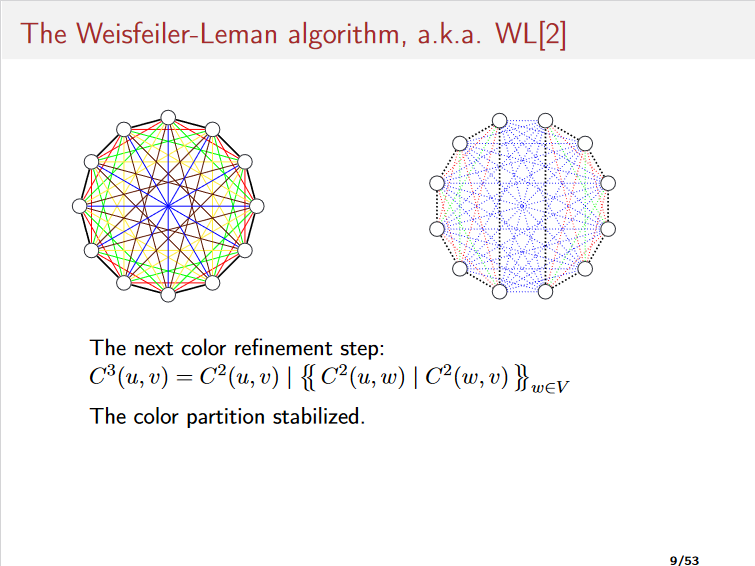 The Weisfeiler-Leman algorithm, a.k.a. WL[2]
The next color refinement step:
C³(u, v) = C²(u, v) | {{ C²(u, w) | C²(w, v) }}_{w∈V}
The color partition stabilized.
9/53